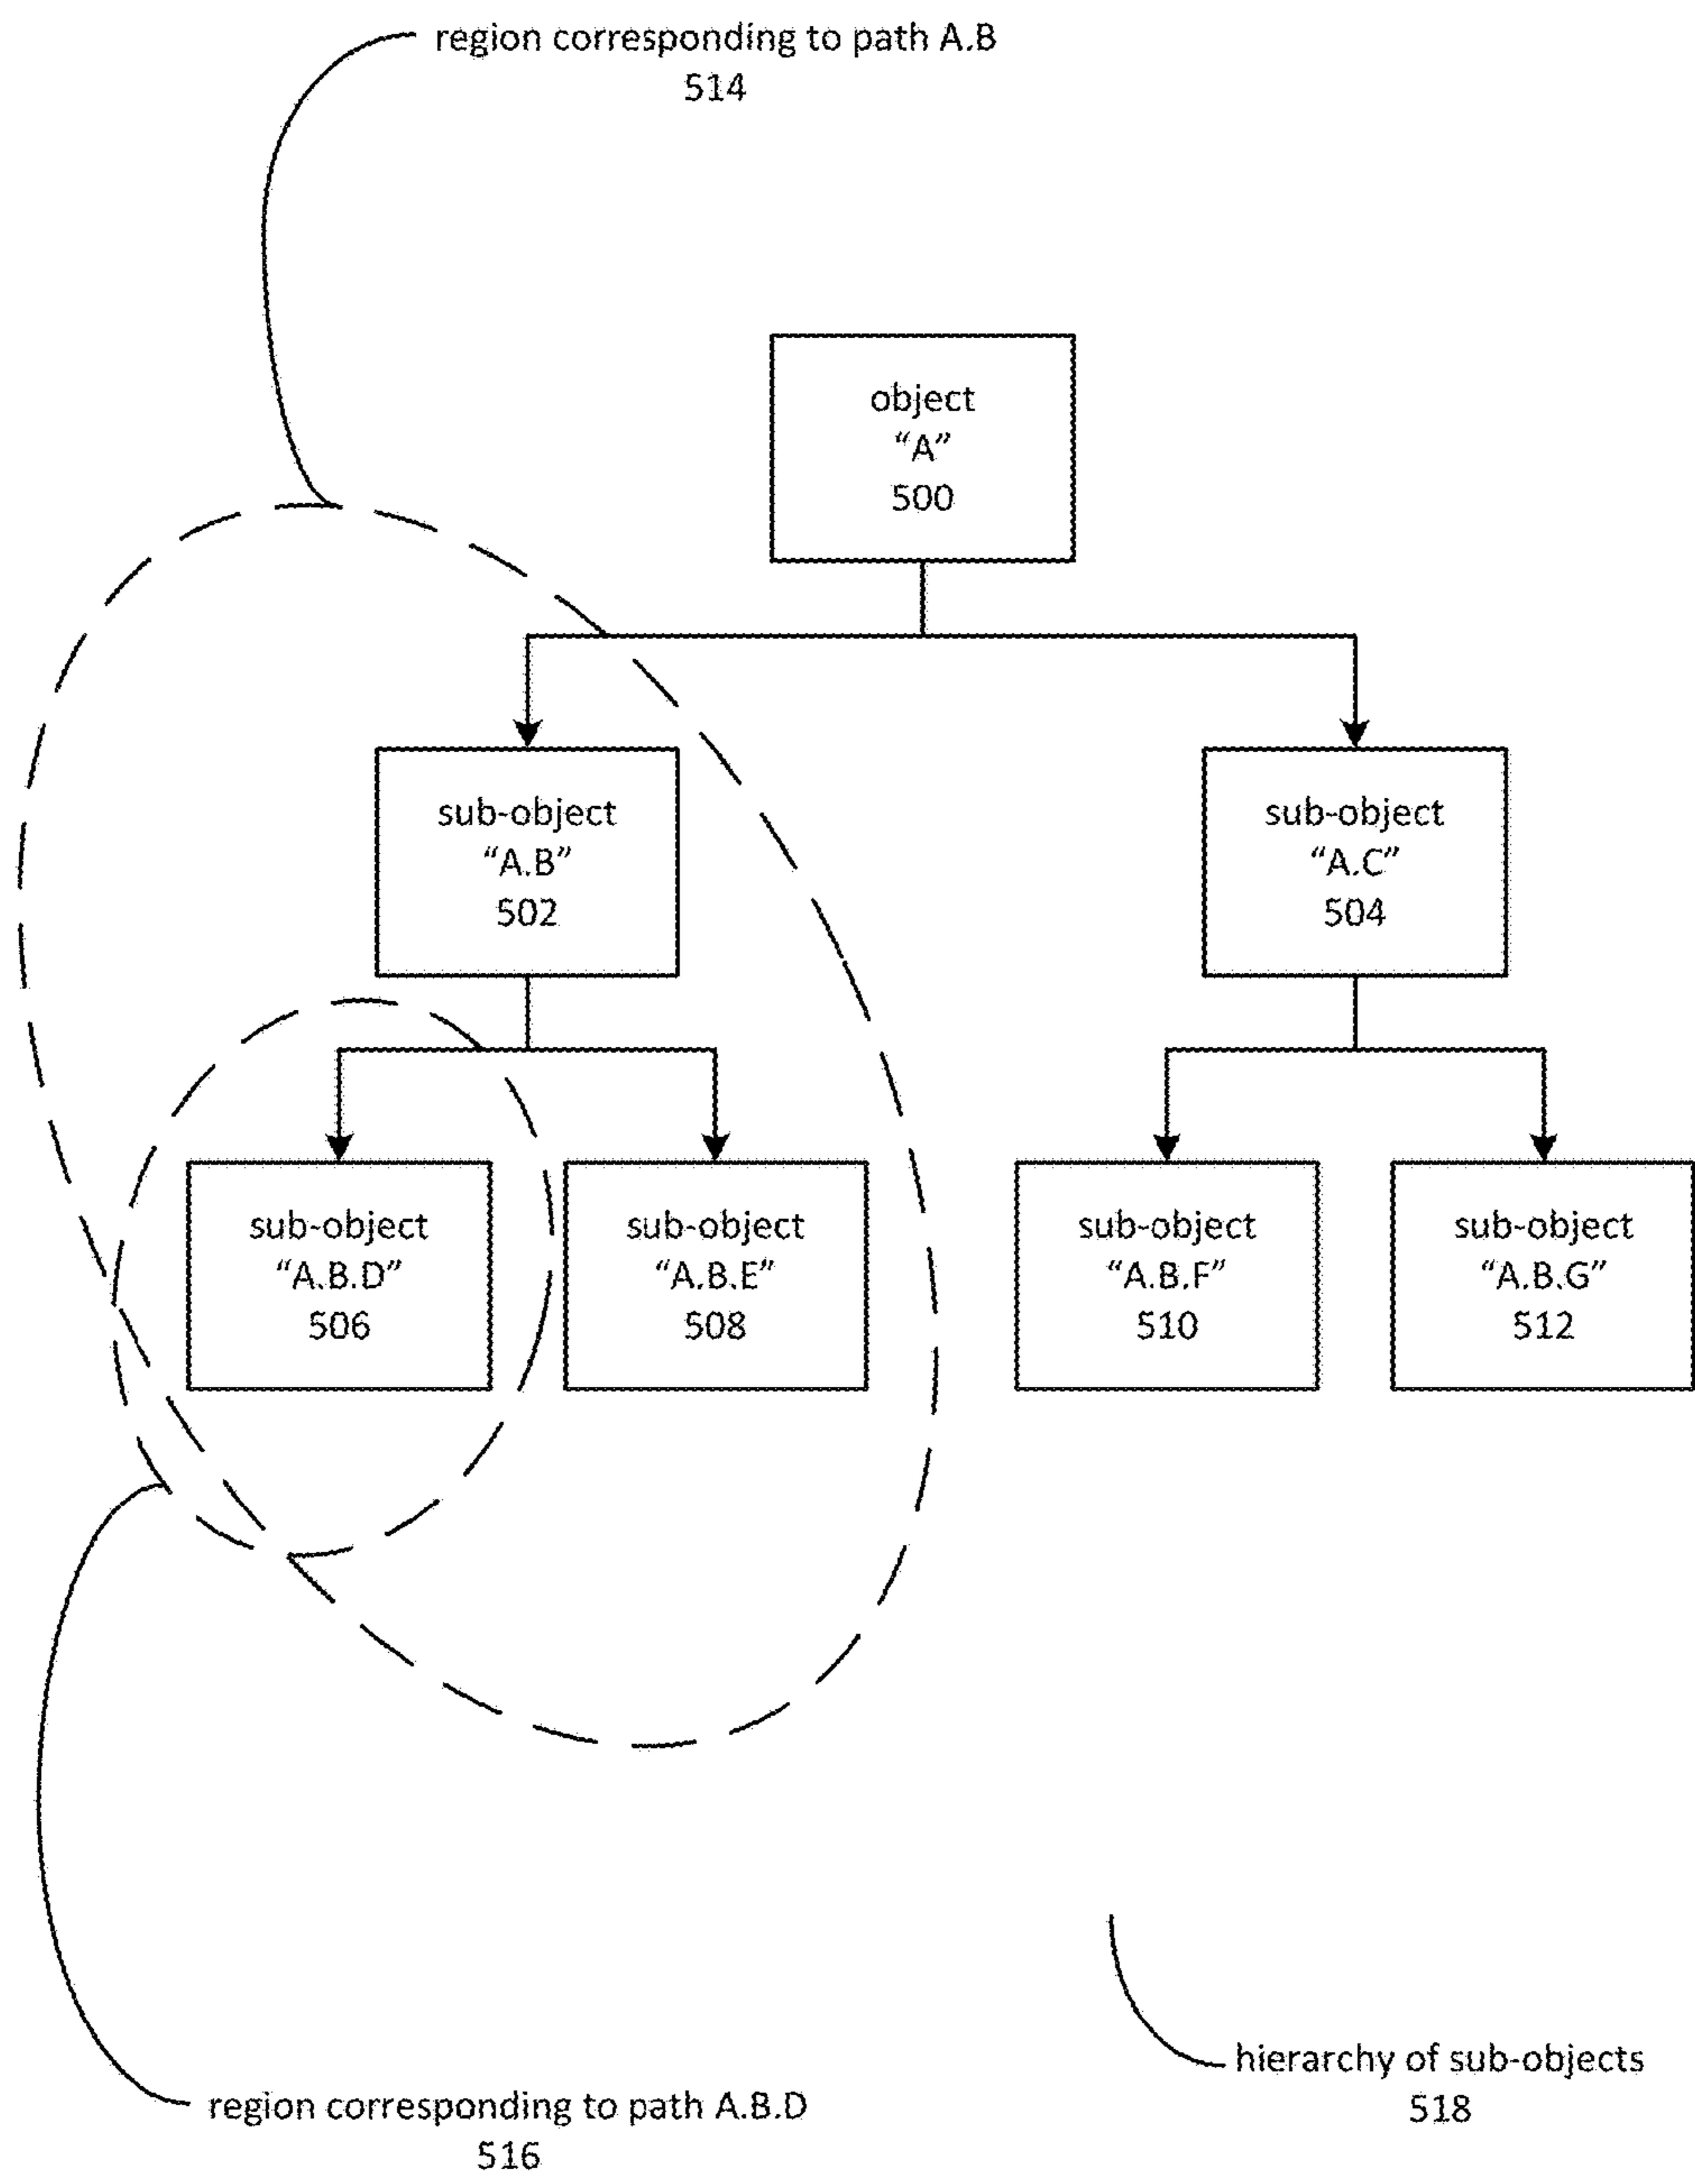 region corresponding to path A.B
514
object
“A”
500
sub-object
“A.B”
502
sub-object
“A.C”
504
sub-object
“A.B.D”
506
sub-object
“A.B.E”
508
sub-object
“A.B.F”
510
sub-object
“A.B.G”
512
hierarchy of sub-objects
518
region corresponding to path A.B.D
516